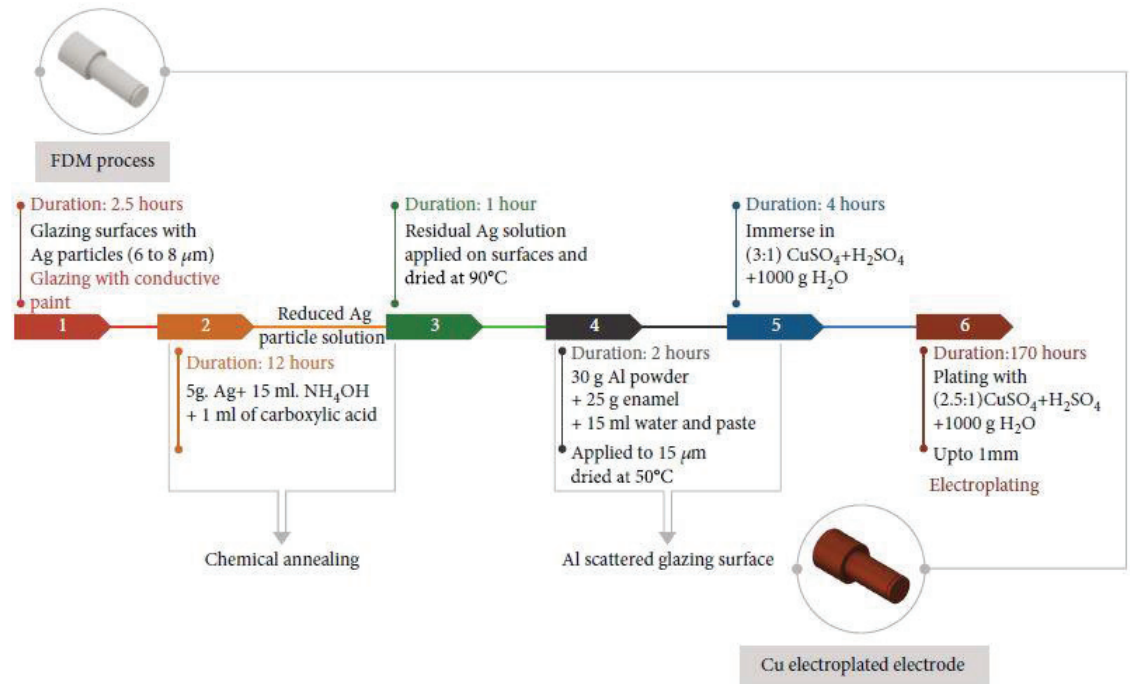 FDM process
Duration: 2.5 hours
Glazing surfaces with
Ag particles (6 to 8 μm)
Glazing with conductive
paint
1
2
Duration: 12 hours
5g. Ag+ 15 ml. NH₄OH
+ 1 ml of carboxylic acid
Reduced Ag
particle solution
Chemical annealing
Duration: 1 hour
Residual Ag solution
applied on surfaces and
dried at 90°C
3
4
Duration: 2 hours
30 g Al powder
+ 25 g enamel
+ 15 ml water and paste
Applied to 15 μm
dried at 50°C
Al scattered glazing surface
Duration: 4 hours
Immerse in
(3:1) CuSO₄+H₂SO₄
+1000 g H₂O
5
6
Duration:170 hours
Plating with
(2.5:1)CuSO₄+H₂SO₄
+1000 g H₂O
Upto 1mm
Electroplating
Cu electroplated electrode